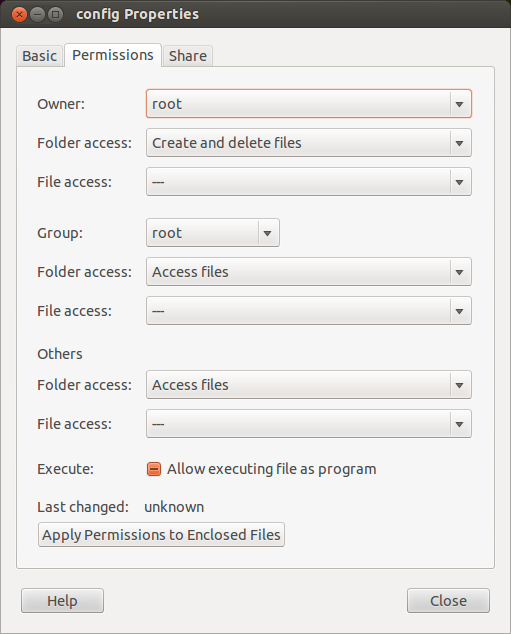 config Properties
Basic Permissions Share
Owner: root
Folder access: Create and delete files
File access: ---
Group: root
Folder access: Access files
File access: ---
Others
Folder access: Access files
File access: ---
Execute: Allow executing file as program
Last changed: unknown
Apply Permissions to Enclosed Files
Help Close